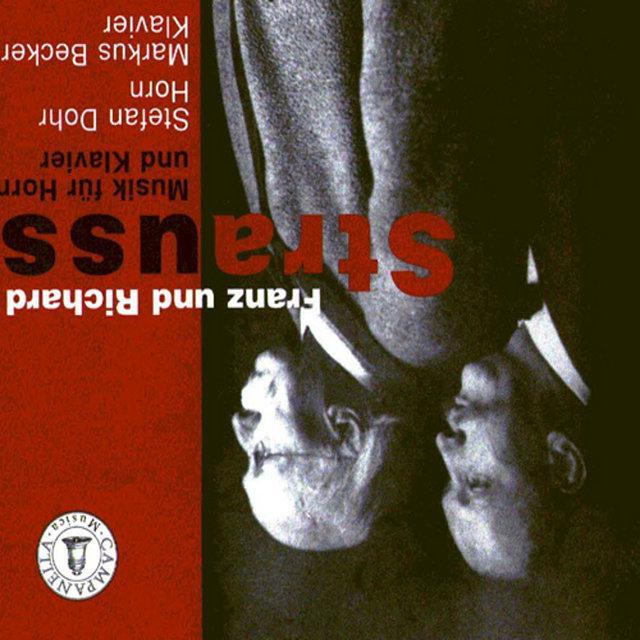 Franz und Richard
Strauss
Musik für Horn
und Klavier
Stefan Dohr
Horn
Markus Becker
Klavier
CAMPANELLA
Musica